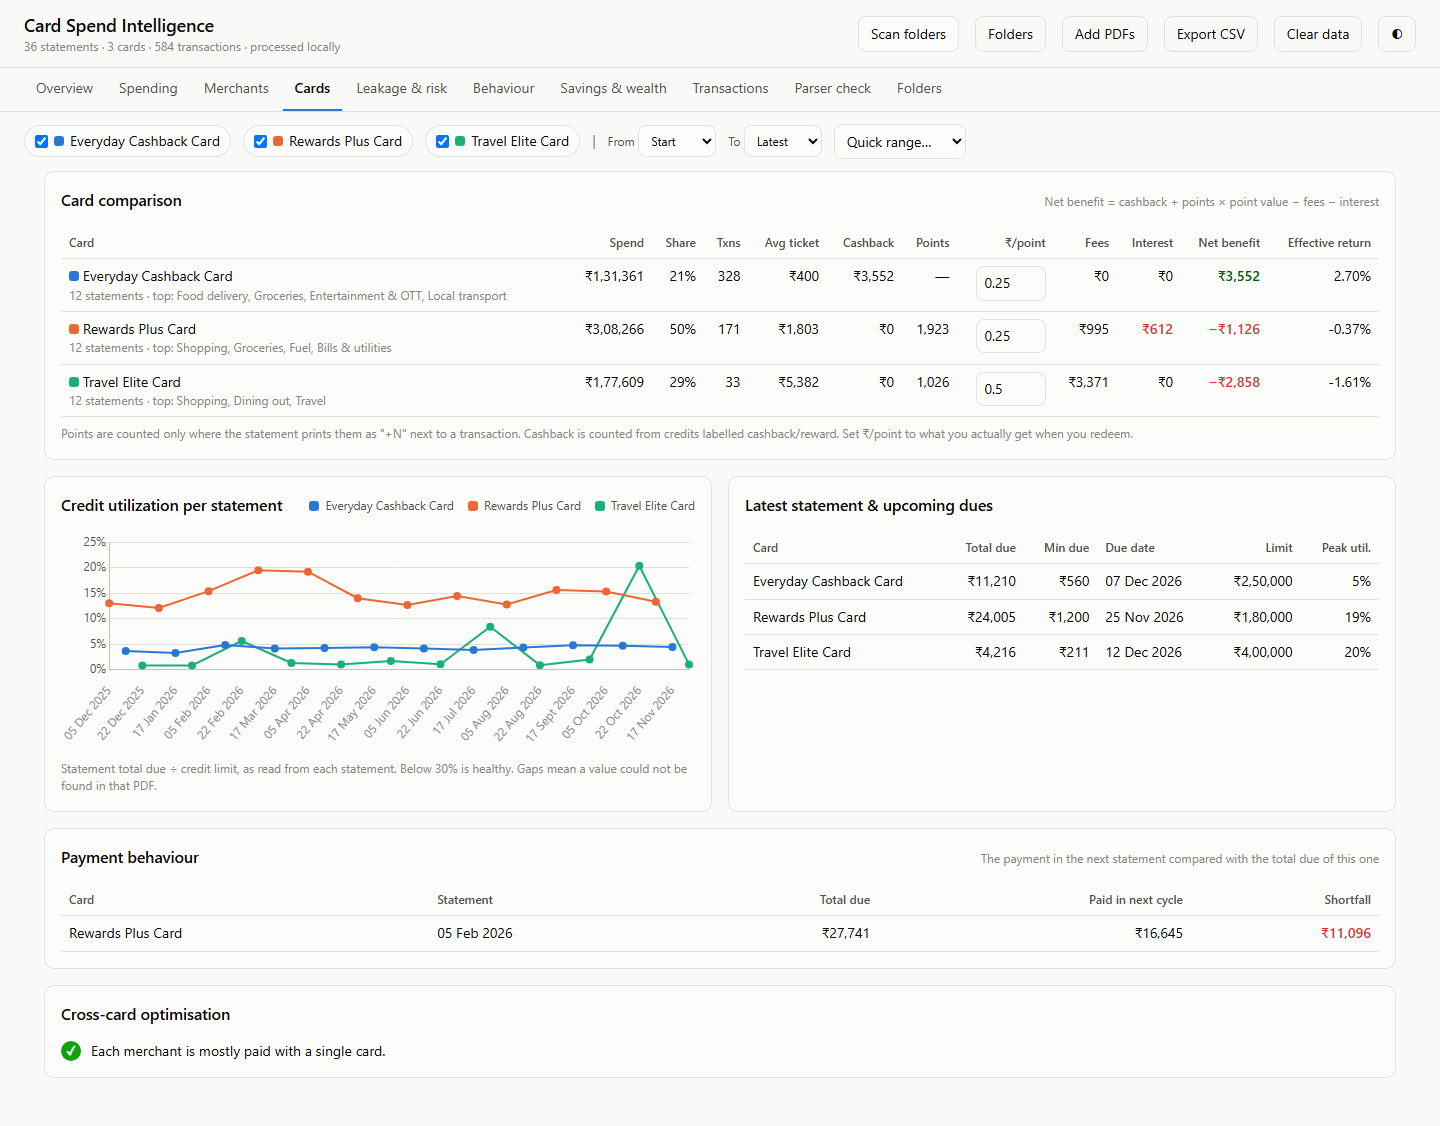 Card Spend Intelligence
36 statements · 3 cards · 584 transactions · processed locally
Scan folders
Folders
Add PDFs
Export CSV
Clear data
Overview
Spending
Merchants
Cards
Leakage & risk
Behaviour
Savings & wealth
Transactions
Parser check
Folders
Everyday Cashback Card
Rewards Plus Card
Travel Elite Card
From
Start
To
Latest
Quick range...
Card comparison
Net benefit = cashback + points × point value − fees − interest
Card Spend Share Txns Avg ticket Cashback Points ₹/point Fees Interest Net benefit Effective return
Everyday Cashback Card ₹1,31,361 21% 328 ₹400 ₹3,552 — 0.25 ₹0 ₹0 ₹3,552 2.70%
12 statements · top: Food delivery, Groceries, Entertainment & OTT, Local transport
Rewards Plus Card ₹3,08,266 50% 171 ₹1,803 ₹0 1,923 0.25 ₹995 ₹612 −₹1,126 -0.37%
12 statements · top: Shopping, Groceries, Fuel, Bills & utilities
Travel Elite Card ₹1,77,609 29% 33 ₹5,382 ₹0 1,026 0.5 ₹3,371 ₹0 −₹2,858 -1.61%
12 statements · top: Shopping, Dining out, Travel
Points are counted only where the statement prints them as "+N" next to a transaction. Cashback is counted from credits labelled cashback/reward. Set ₹/point to what you actually get when you redeem.
Credit utilization per statement
Everyday Cashback Card
Rewards Plus Card
Travel Elite Card
25%
20%
15%
10%
5%
0%
05 Dec 2025
22 Dec 2025
17 Jan 2026
05 Feb 2026
22 Feb 2026
17 Mar 2026
05 Apr 2026
22 Apr 2026
17 May 2026
05 Jun 2026
22 Jun 2026
17 Jul 2026
05 Aug 2026
22 Aug 2026
17 Sept 2026
05 Oct 2026
22 Oct 2026
17 Nov 2026
Statement total due ÷ credit limit, as read from each statement. Below 30% is healthy. Gaps mean a value could not be
found in that PDF.
Latest statement & upcoming dues
Card Total due Min due Due date Limit Peak util.
Everyday Cashback Card ₹11,210 ₹560 07 Dec 2026 ₹2,50,000 5%
Rewards Plus Card ₹24,005 ₹1,200 25 Nov 2026 ₹1,80,000 19%
Travel Elite Card ₹4,216 ₹211 12 Dec 2026 ₹4,00,000 20%
Payment behaviour
The payment in the next statement compared with the total due of this one
Card Statement Total due Paid in next cycle Shortfall
Rewards Plus Card 05 Feb 2026 ₹27,741 ₹16,645 ₹11,096
Cross-card optimisation
Each merchant is mostly paid with a single card.